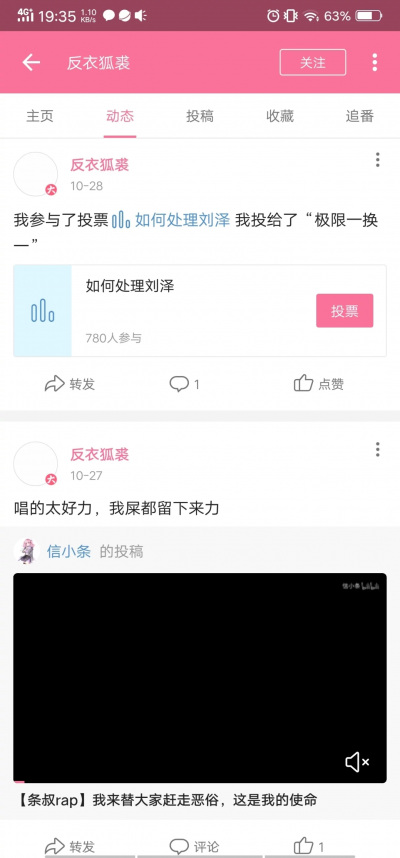 4G 19:35 1.10 KB/s 63%
反衣狐裘 关注
主页 动态 投稿 收藏 追番
反衣狐裘
大 10-28
我参与了投票 如何处理刘泽 我投给了“极限一换
一”
如何处理刘泽
投票
780人参与
转发 1 点赞
反衣狐裘
大 10-27
唱的太好力，我屎都留下来力
信小条 的投稿
【条叔rap】我来替大家赶走恶俗，这是我的使命
转发 评论 1